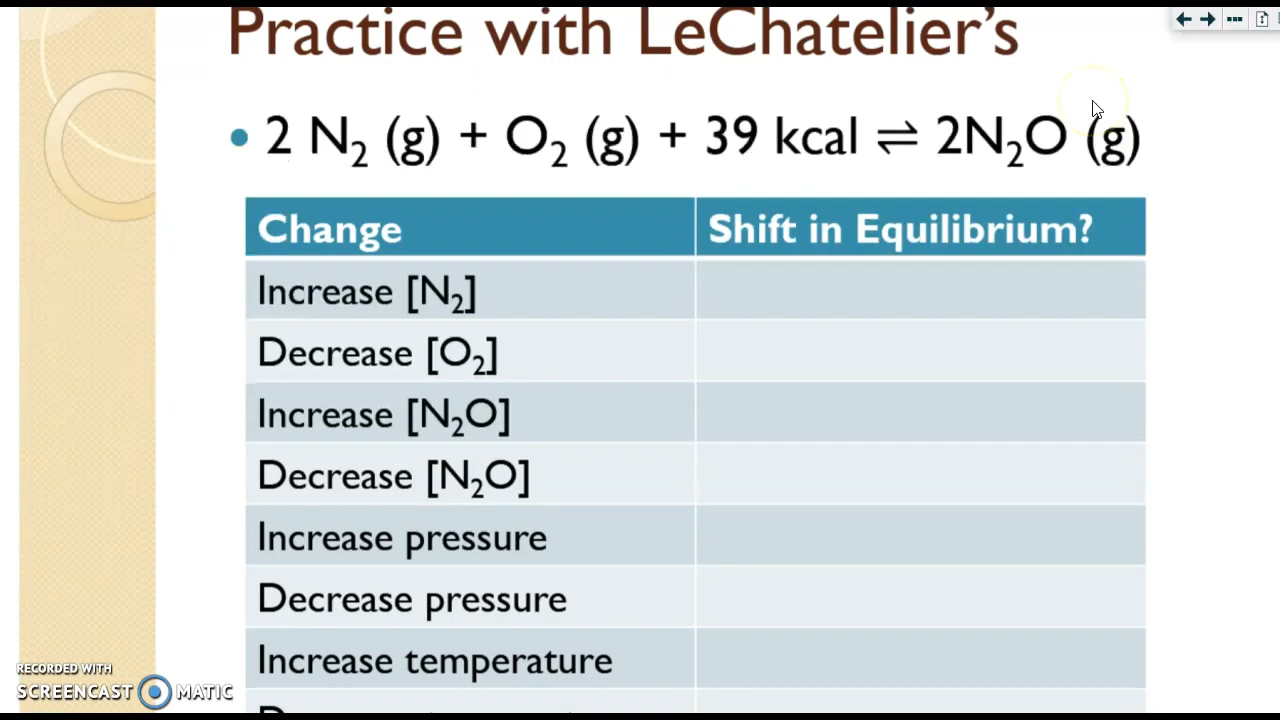 Practice with LeChatelier's
• 2 N₂ (g) + O₂ (g) + 39 kcal ⇌ 2N₂O (g)
Change Shift in Equilibrium?
Increase [N₂]
Decrease [O₂]
Increase [N₂O]
Decrease [N₂O]
Increase pressure
Decrease pressure
Increase temperature
RECORDED WITH
SCREENCAST MATIC